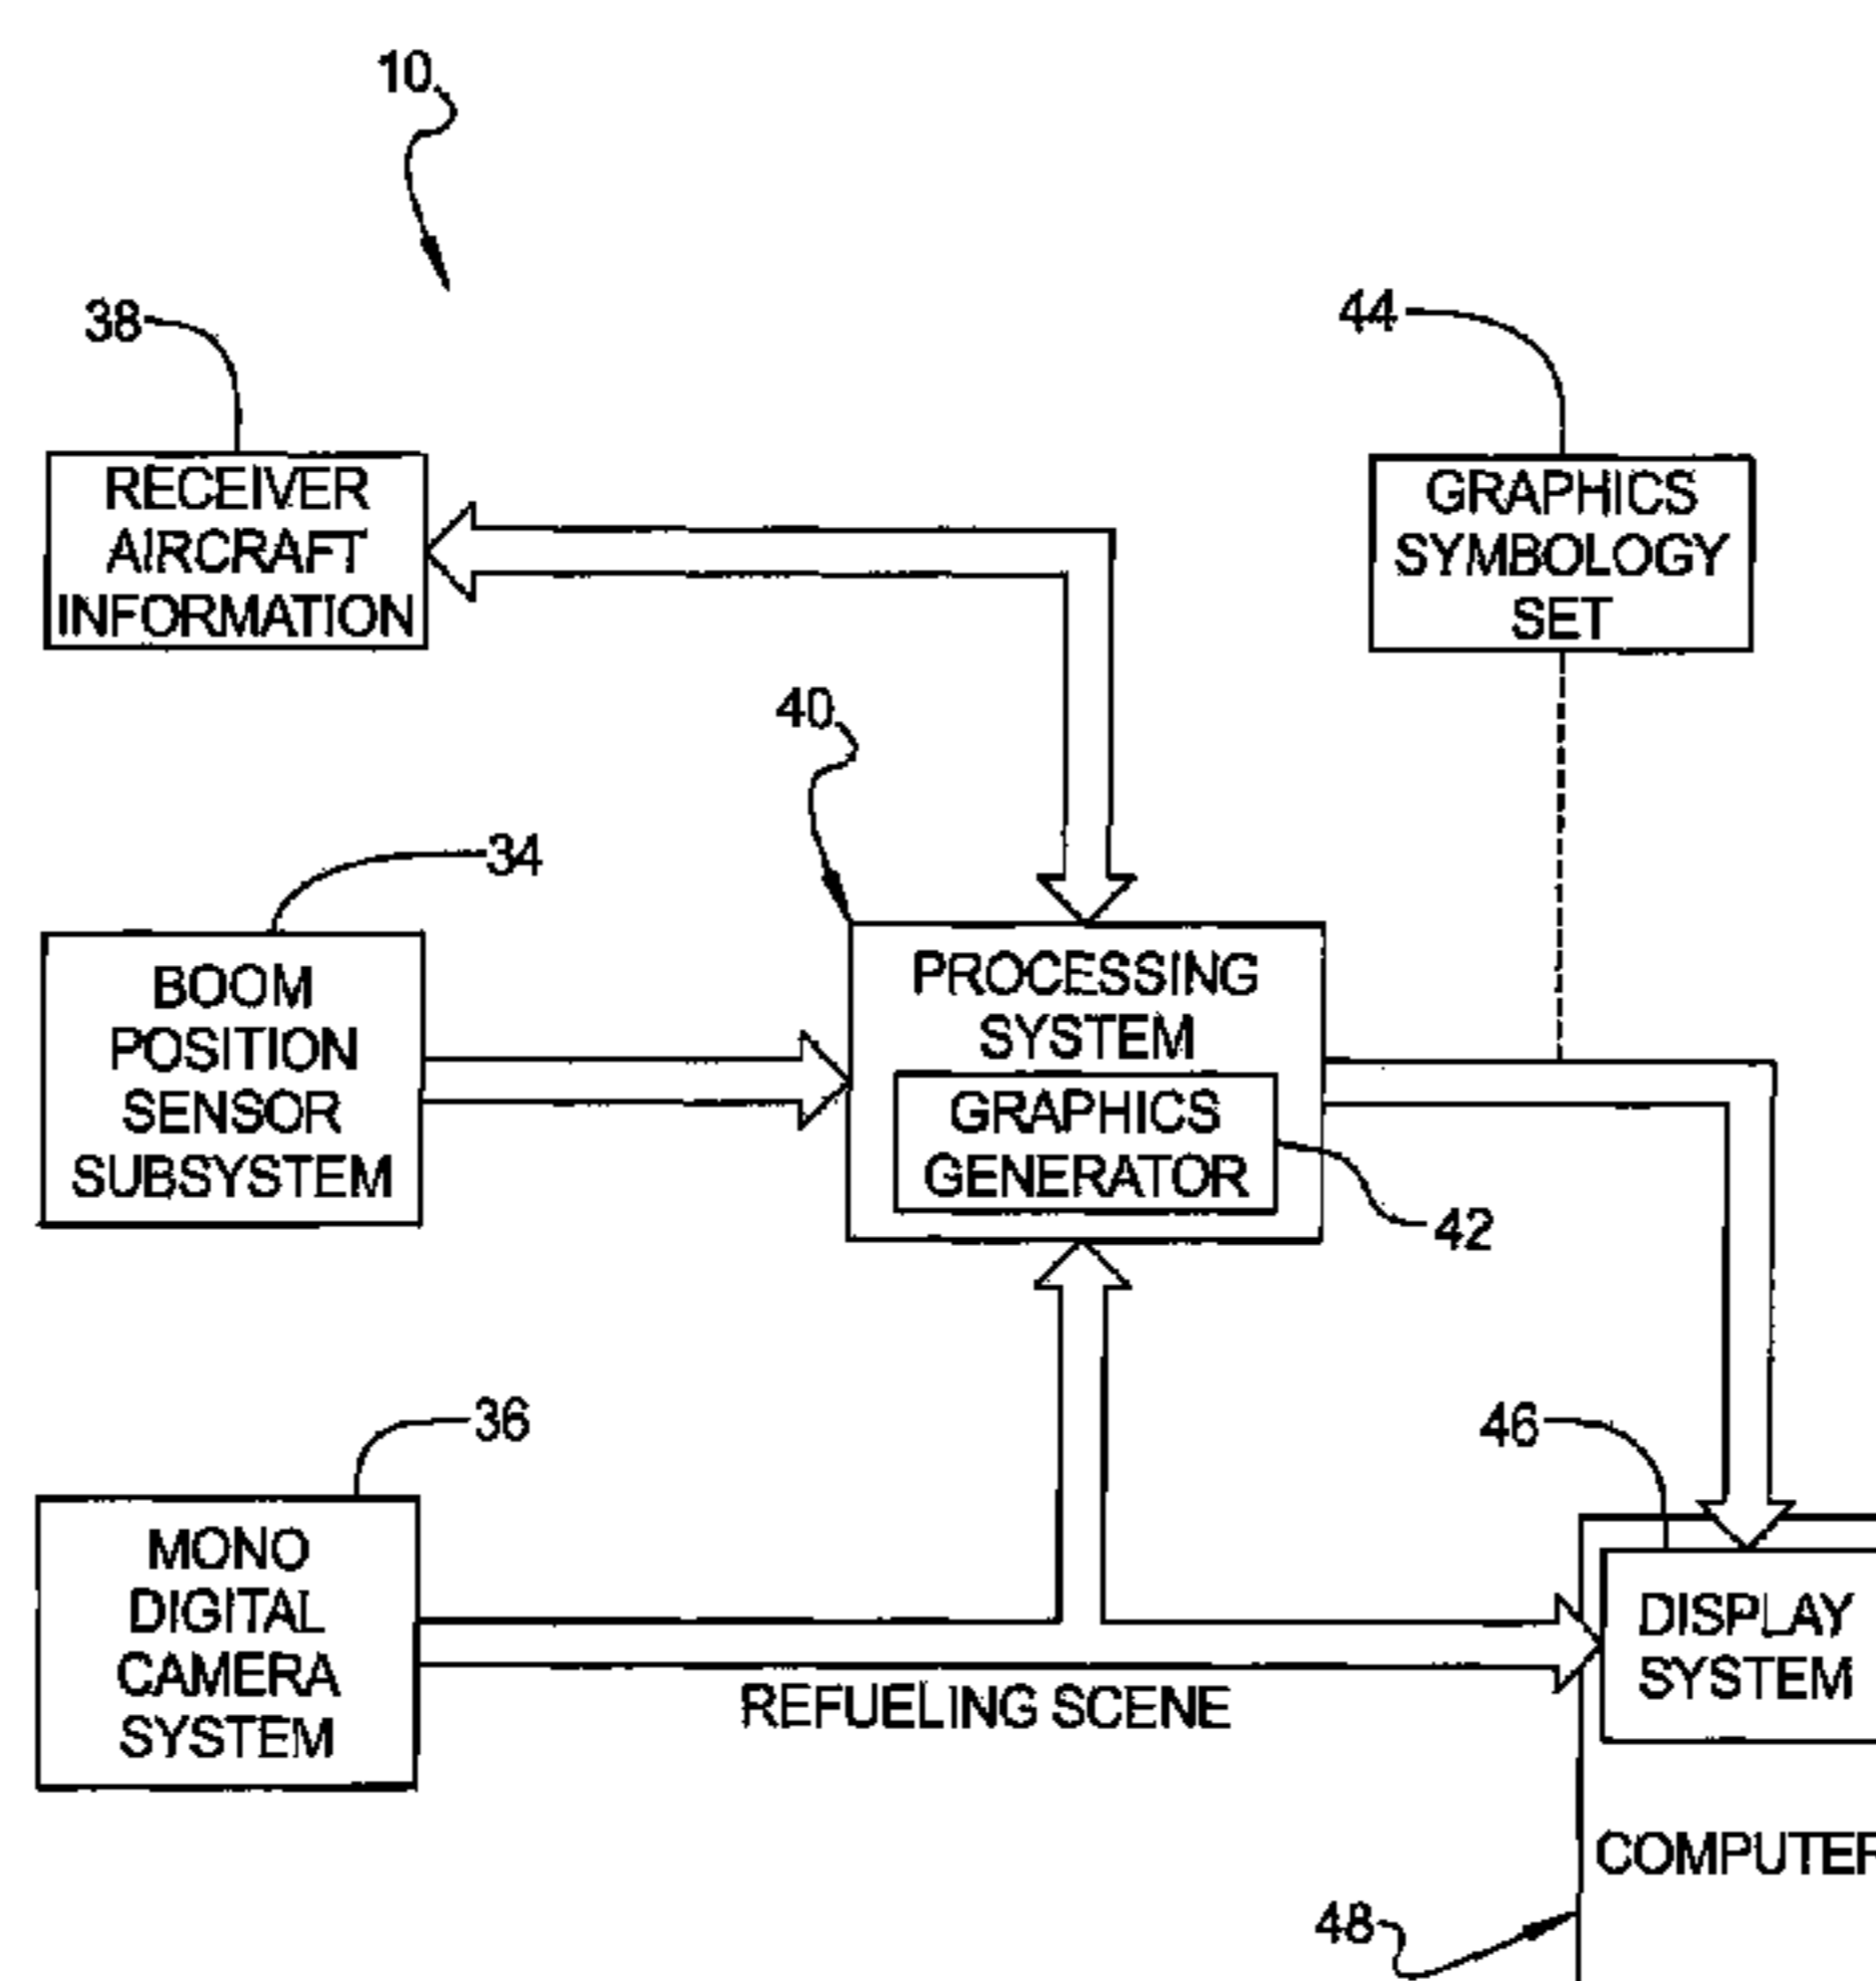 10
38
44
RECEIVER
AIRCRAFT
INFORMATION
GRAPHICS
SYMBOLOGY
SET
40
34
BOOM
POSITION
SENSOR
SUBSYSTEM
PROCESSING
SYSTEM
GRAPHICS
GENERATOR
42
36
46
MONO
DIGITAL
CAMERA
SYSTEM
REFUELING SCENE
DISPLAY
SYSTEM
COMPUTER
48